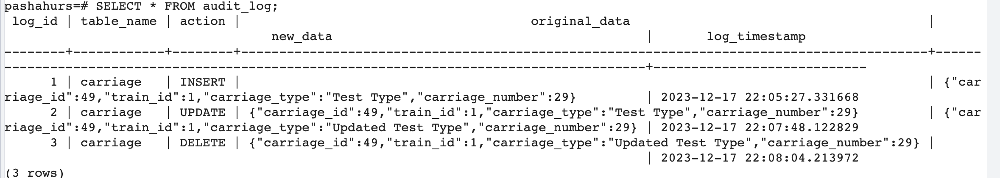 pashahurs=# SELECT * FROM audit_log;
 log_id | table_name | action |                                      original_data                                       |
                                   new_data                                         |       log_timestamp
--------+------------+--------+------------------------------------------------------------------------------------------+------
------------------------------------------------------------------------------------+----------------------------
      1 | carriage   | INSERT |                                                                                          | {"car
riage_id":49,"train_id":1,"carriage_type":"Test Type","carriage_number":29}         | 2023-12-17 22:05:27.331668
      2 | carriage   | UPDATE | {"carriage_id":49,"train_id":1,"carriage_type":"Test Type","carriage_number":29}         | {"car
riage_id":49,"train_id":1,"carriage_type":"Updated Test Type","carriage_number":29} | 2023-12-17 22:07:48.122829
      3 | carriage   | DELETE | {"carriage_id":49,"train_id":1,"carriage_type":"Updated Test Type","carriage_number":29} |
                                                                                    | 2023-12-17 22:08:04.213972
(3 rows)